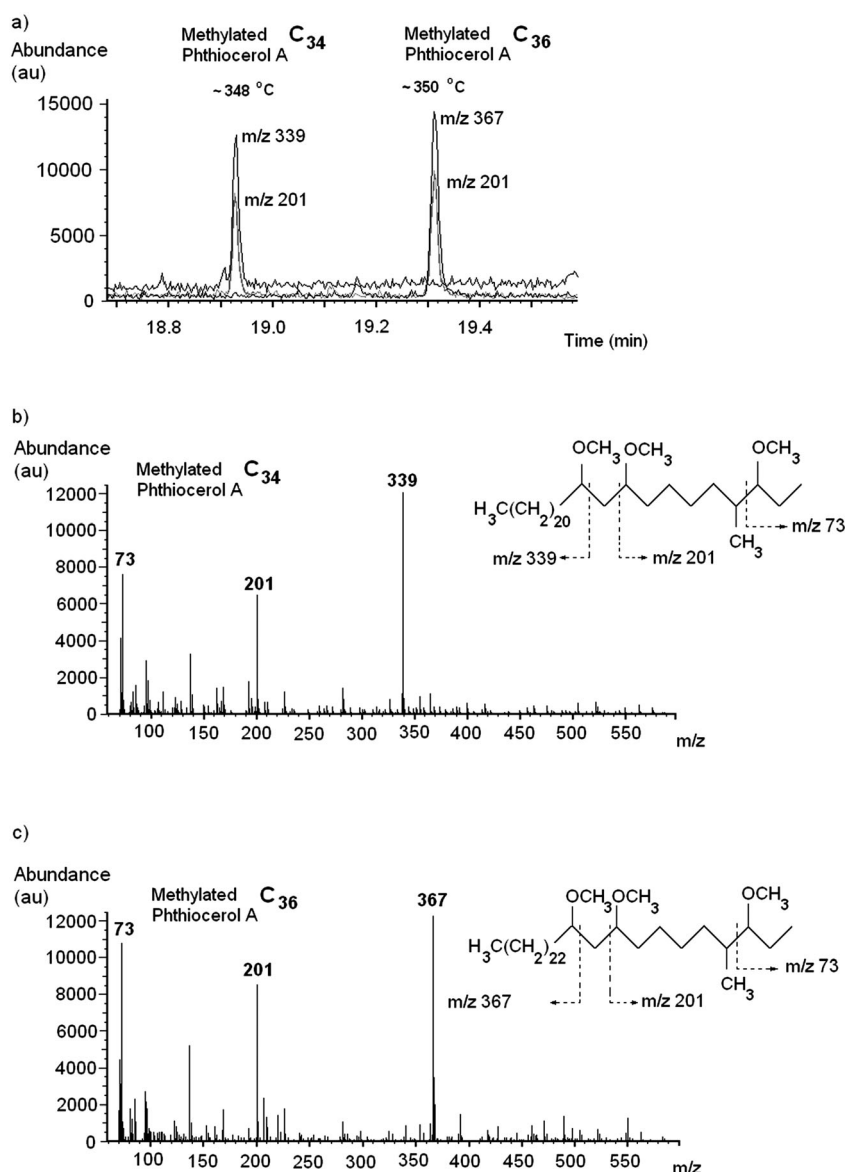 a)
Abundance
(au)
Methylated C34
Phthiocerol A
~348 °C
Methylated C36
Phthiocerol A
~350 °C
15000
10000
5000
0
m/z 339
m/z 201
m/z 367
m/z 201
18.8 19.0 19.2 19.4
Time (min)
b)
Abundance
(au)
Methylated C34
Phthiocerol A
12000
10000
8000
6000
4000
2000
0
73
201
339
100 150 200 250 300 350 400 450 500 550
m/z
OCH3 OCH3 OCH3
H3C(CH2)20
CH3
m/z 339
m/z 201
m/z 73
c)
Abundance
(au)
Methylated C36
Phthiocerol A
12000
10000
8000
6000
4000
2000
0
73
201
367
100 150 200 250 300 350 400 450 500 550
m/z
OCH3 OCH3 OCH3
H3C(CH2)22
CH3
m/z 367
m/z 201
m/z 73